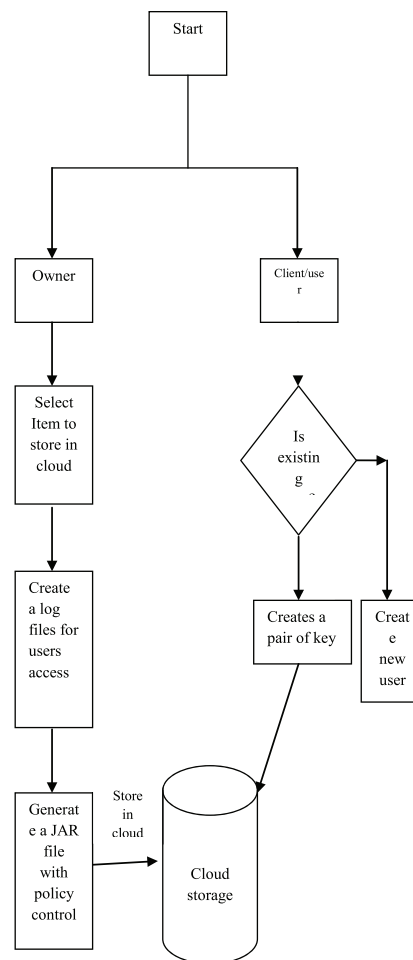 Start
Owner
Client/use
r
Select
Item to
store in
cloud
Is
existin
g
Create
a log
files for
users
access
Creates a
pair of key
Creat
e
new
user
Store
in
cloud
Generat
e a JAR
file
with
policy
control
Cloud
storage